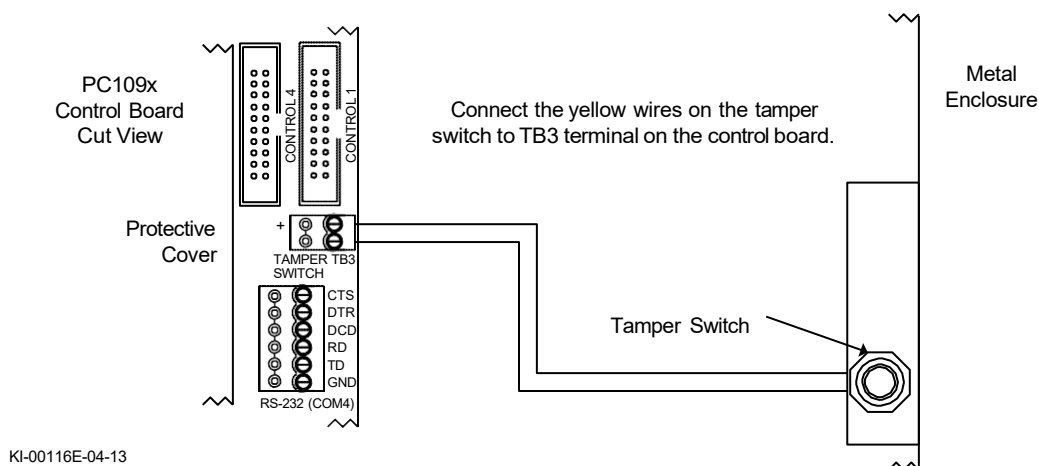 PC109x
Control Board
Cut View
CONTROL 4
CONTROL 1
Connect the yellow wires on the tamper
switch to TB3 terminal on the control board.
Metal
Enclosure
Protective
Cover
+
TAMPER TB3
SWITCH
CTS
DTR
DCD
RD
TD
GND
RS-232 (COM4)
Tamper Switch
KI-00116E-04-13